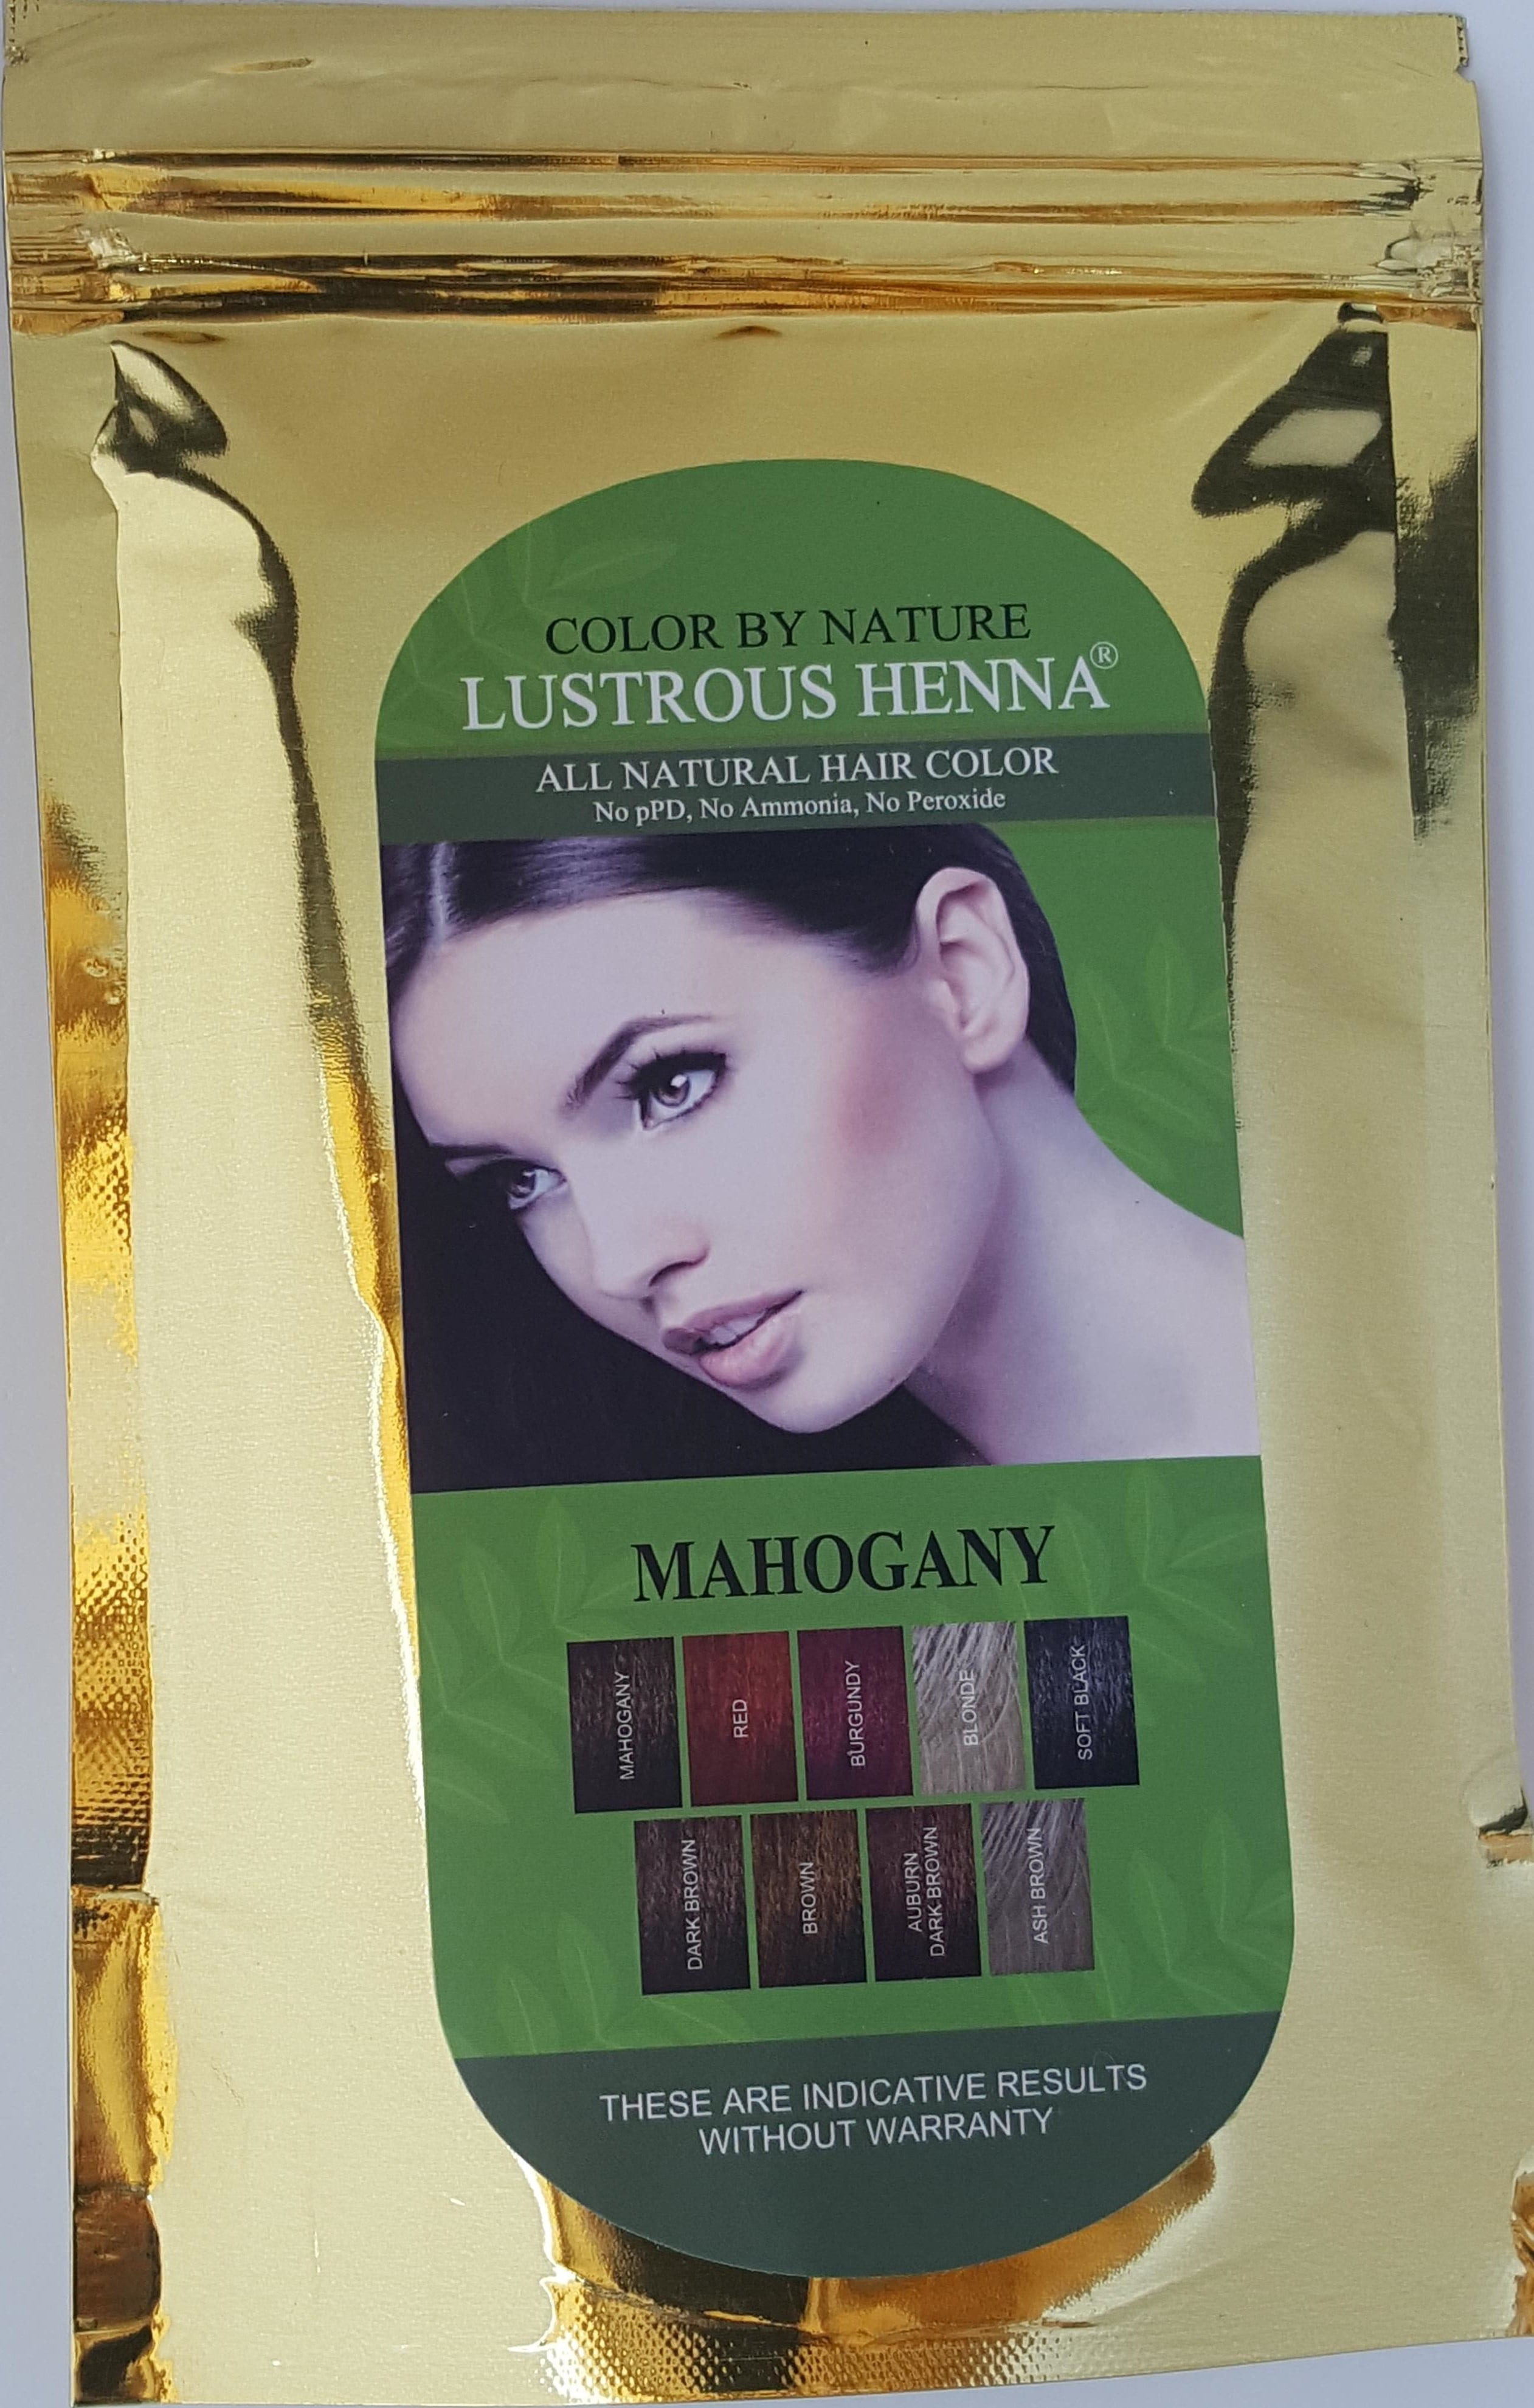 COLOR BY NATURE
LUSTROUS HENNA®
ALL NATURAL HAIR COLOR
No pPD, No Ammonia, No Peroxide
MAHOGANY
MAHOGANY
RED
BURGUNDY
BLONDE
SOFT BLACK
DARK BROWN
BROWN
AUBURN
DARK BROWN
ASH BROWN
THESE ARE INDICATIVE RESULTS
WITHOUT WARRANTY